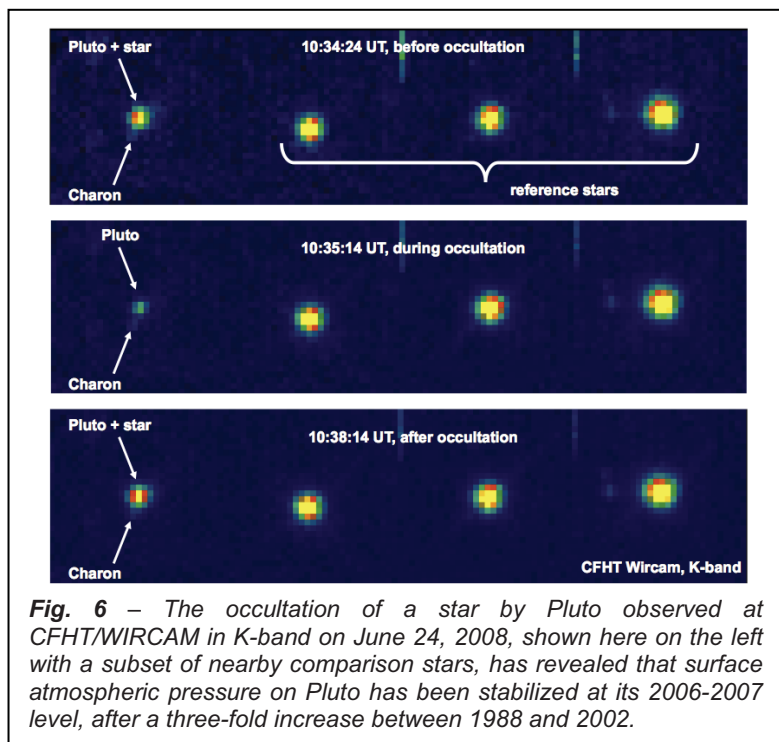 Pluto + star
10:34:24 UT, before occultation
Charon
reference stars
Pluto
10:35:14 UT, during occultation
Charon
Pluto + star
10:38:14 UT, after occultation
Charon
CFHT Wircam, K-band
Fig. 6 – The occultation of a star by Pluto observed at
CFHT/WIRCAM in K-band on June 24, 2008, shown here on the left
with a subset of nearby comparison stars, has revealed that surface
atmospheric pressure on Pluto has been stabilized at its 2006-2007
level, after a three-fold increase between 1988 and 2002.